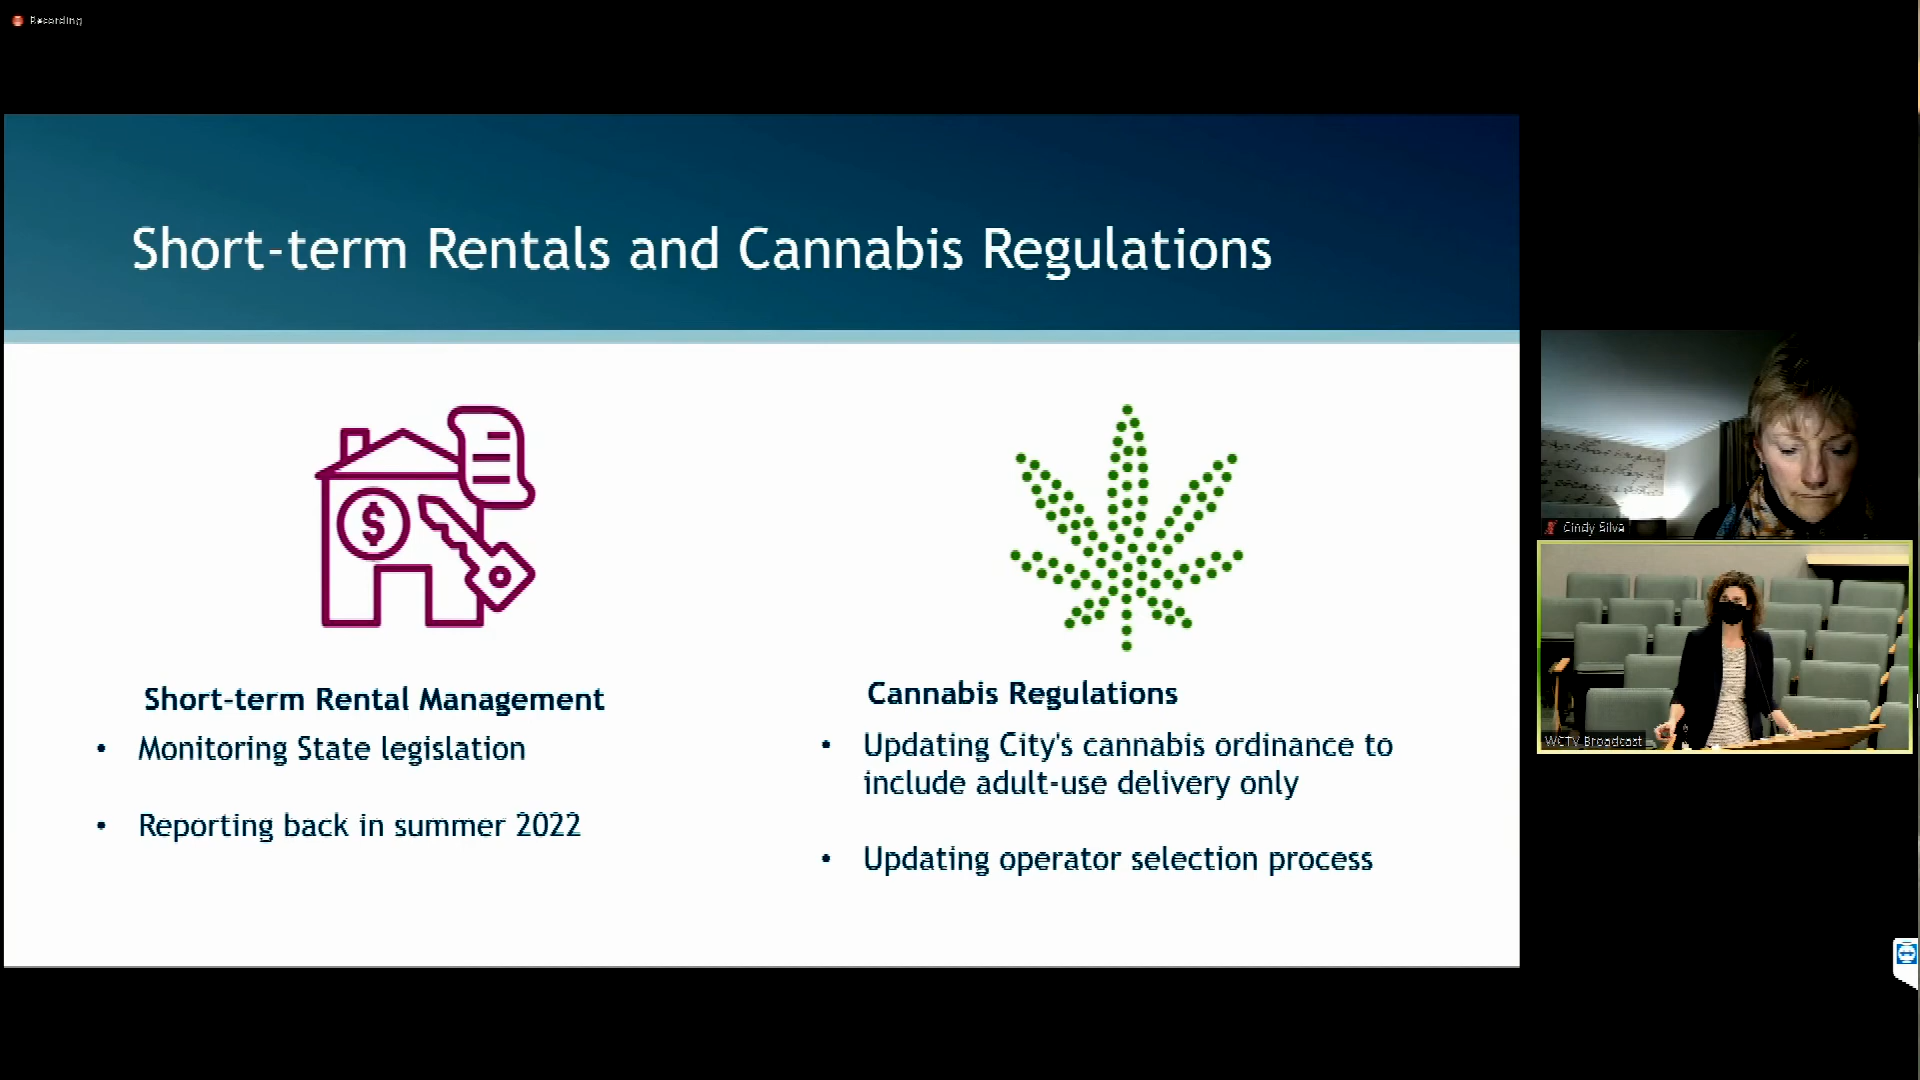 Recording
Short-term Rentals and Cannabis Regulations
$
Short-term Rental Management
• Monitoring State legislation
• Reporting back in summer 2022
Cannabis Regulations
• Updating City's cannabis ordinance to
include adult-use delivery only
• Updating operator selection process
Cindy Silva
WCTV Broadcast